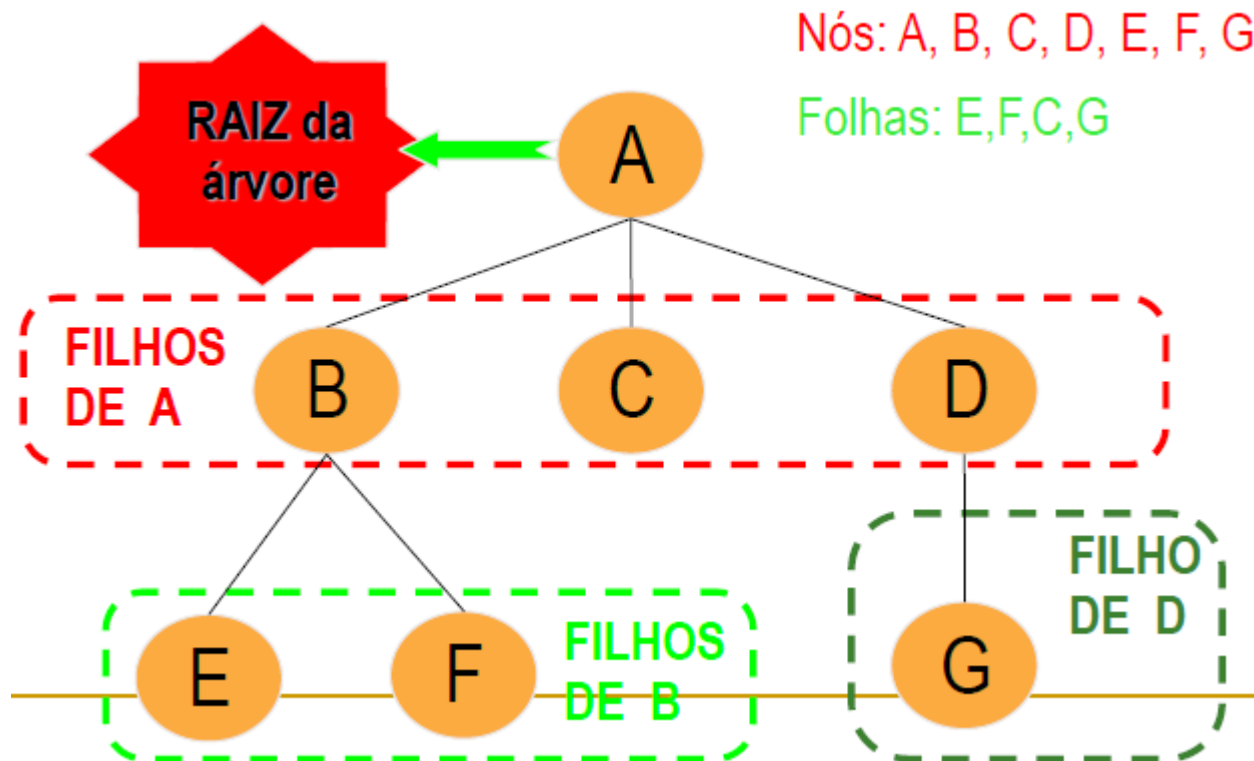 Nós: A, B, C, D, E, F, G
Folhas: E,F,C,G
RAIZ da
árvore
A
FILHOS
DE A
B
C
D
E
F
FILHOS
DE B
G
FILHO
DE D